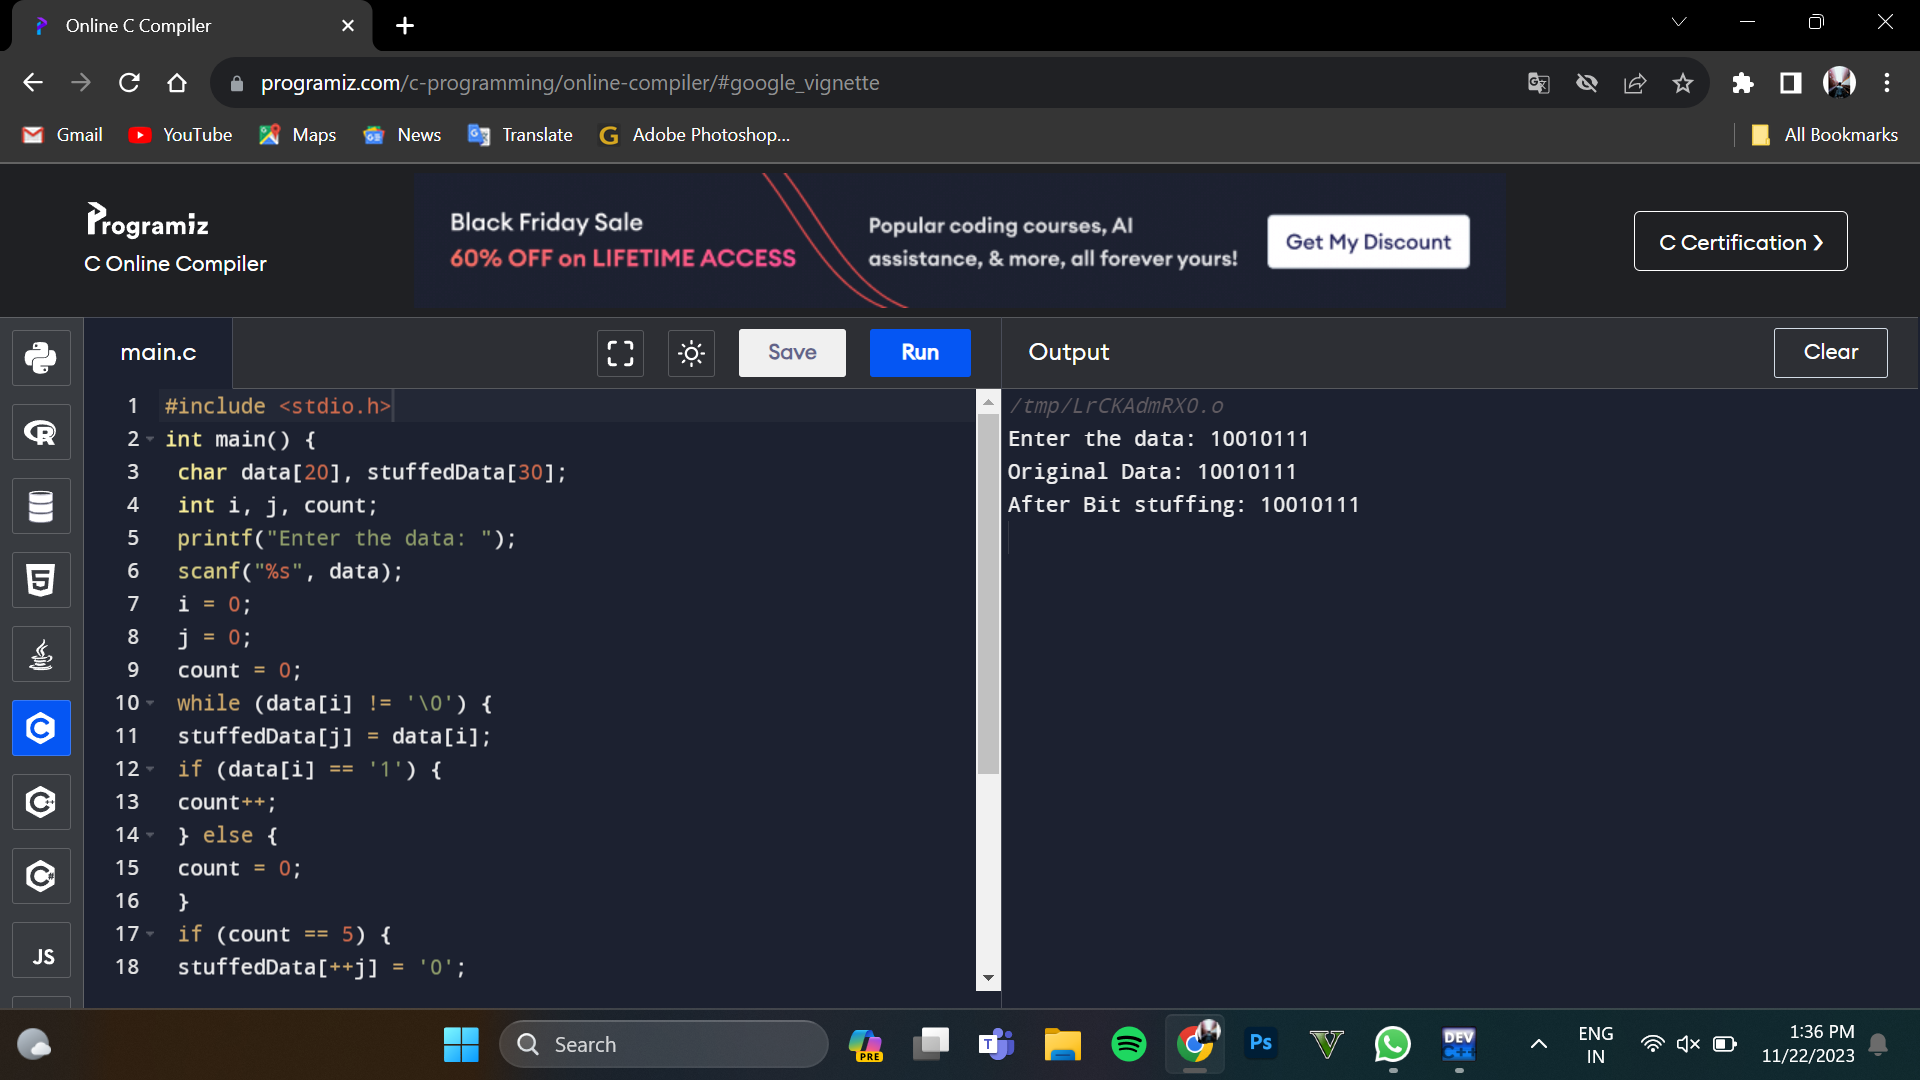 Online C Compiler
programiz.com/c-programming/online-compiler/#google_vignette
Gmail YouTube Maps News Translate Adobe Photoshop... All Bookmarks
Programiz
C Online Compiler
Black Friday Sale
60% OFF on LIFETIME ACCESS
Popular coding courses, AI
assistance, & more, all forever yours!
Get My Discount
C Certification ❯
main.c Save Run
1 #include <stdio.h>
2 int main() {
3 char data[20], stuffedData[30];
4 int i, j, count;
5 printf("Enter the data: ");
6 scanf("%s", data);
7 i = 0;
8 j = 0;
9 count = 0;
10 while (data[i] != '\0') {
11 stuffedData[j] = data[i];
12 if (data[i] == '1') {
13 count++;
14 } else {
15 count = 0;
16 }
17 if (count == 5) {
18 stuffedData[++j] = '0';
Output Clear
/tmp/LrCKAdmRXO.o
Enter the data: 10010111
Original Data: 10010111
After Bit stuffing: 10010111
JS
Search
PRE
T
Ps
V
DEV
C++
ENG
IN
1:36 PM
11/22/2023